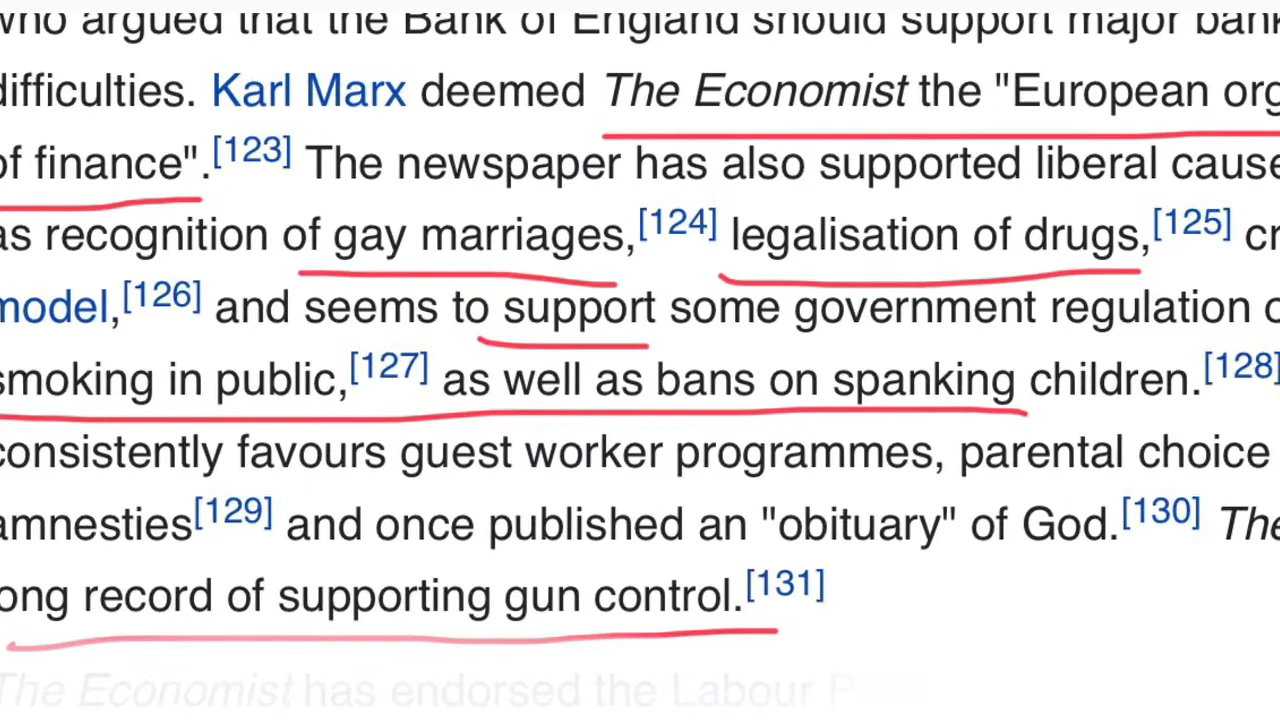 who argued that the Bank of England should support major bank
difficulties. Karl Marx deemed The Economist the "European org
of finance".[123] The newspaper has also supported liberal cause
as recognition of gay marriages,[124] legalisation of drugs,[125] cr
model,[126] and seems to support some government regulation o
smoking in public,[127] as well as bans on spanking children.[128]
consistently favours guest worker programmes, parental choice
amnesties[129] and once published an "obituary" of God.[130] The
ong record of supporting gun control.[131]
The Economist has endorsed the Labour P